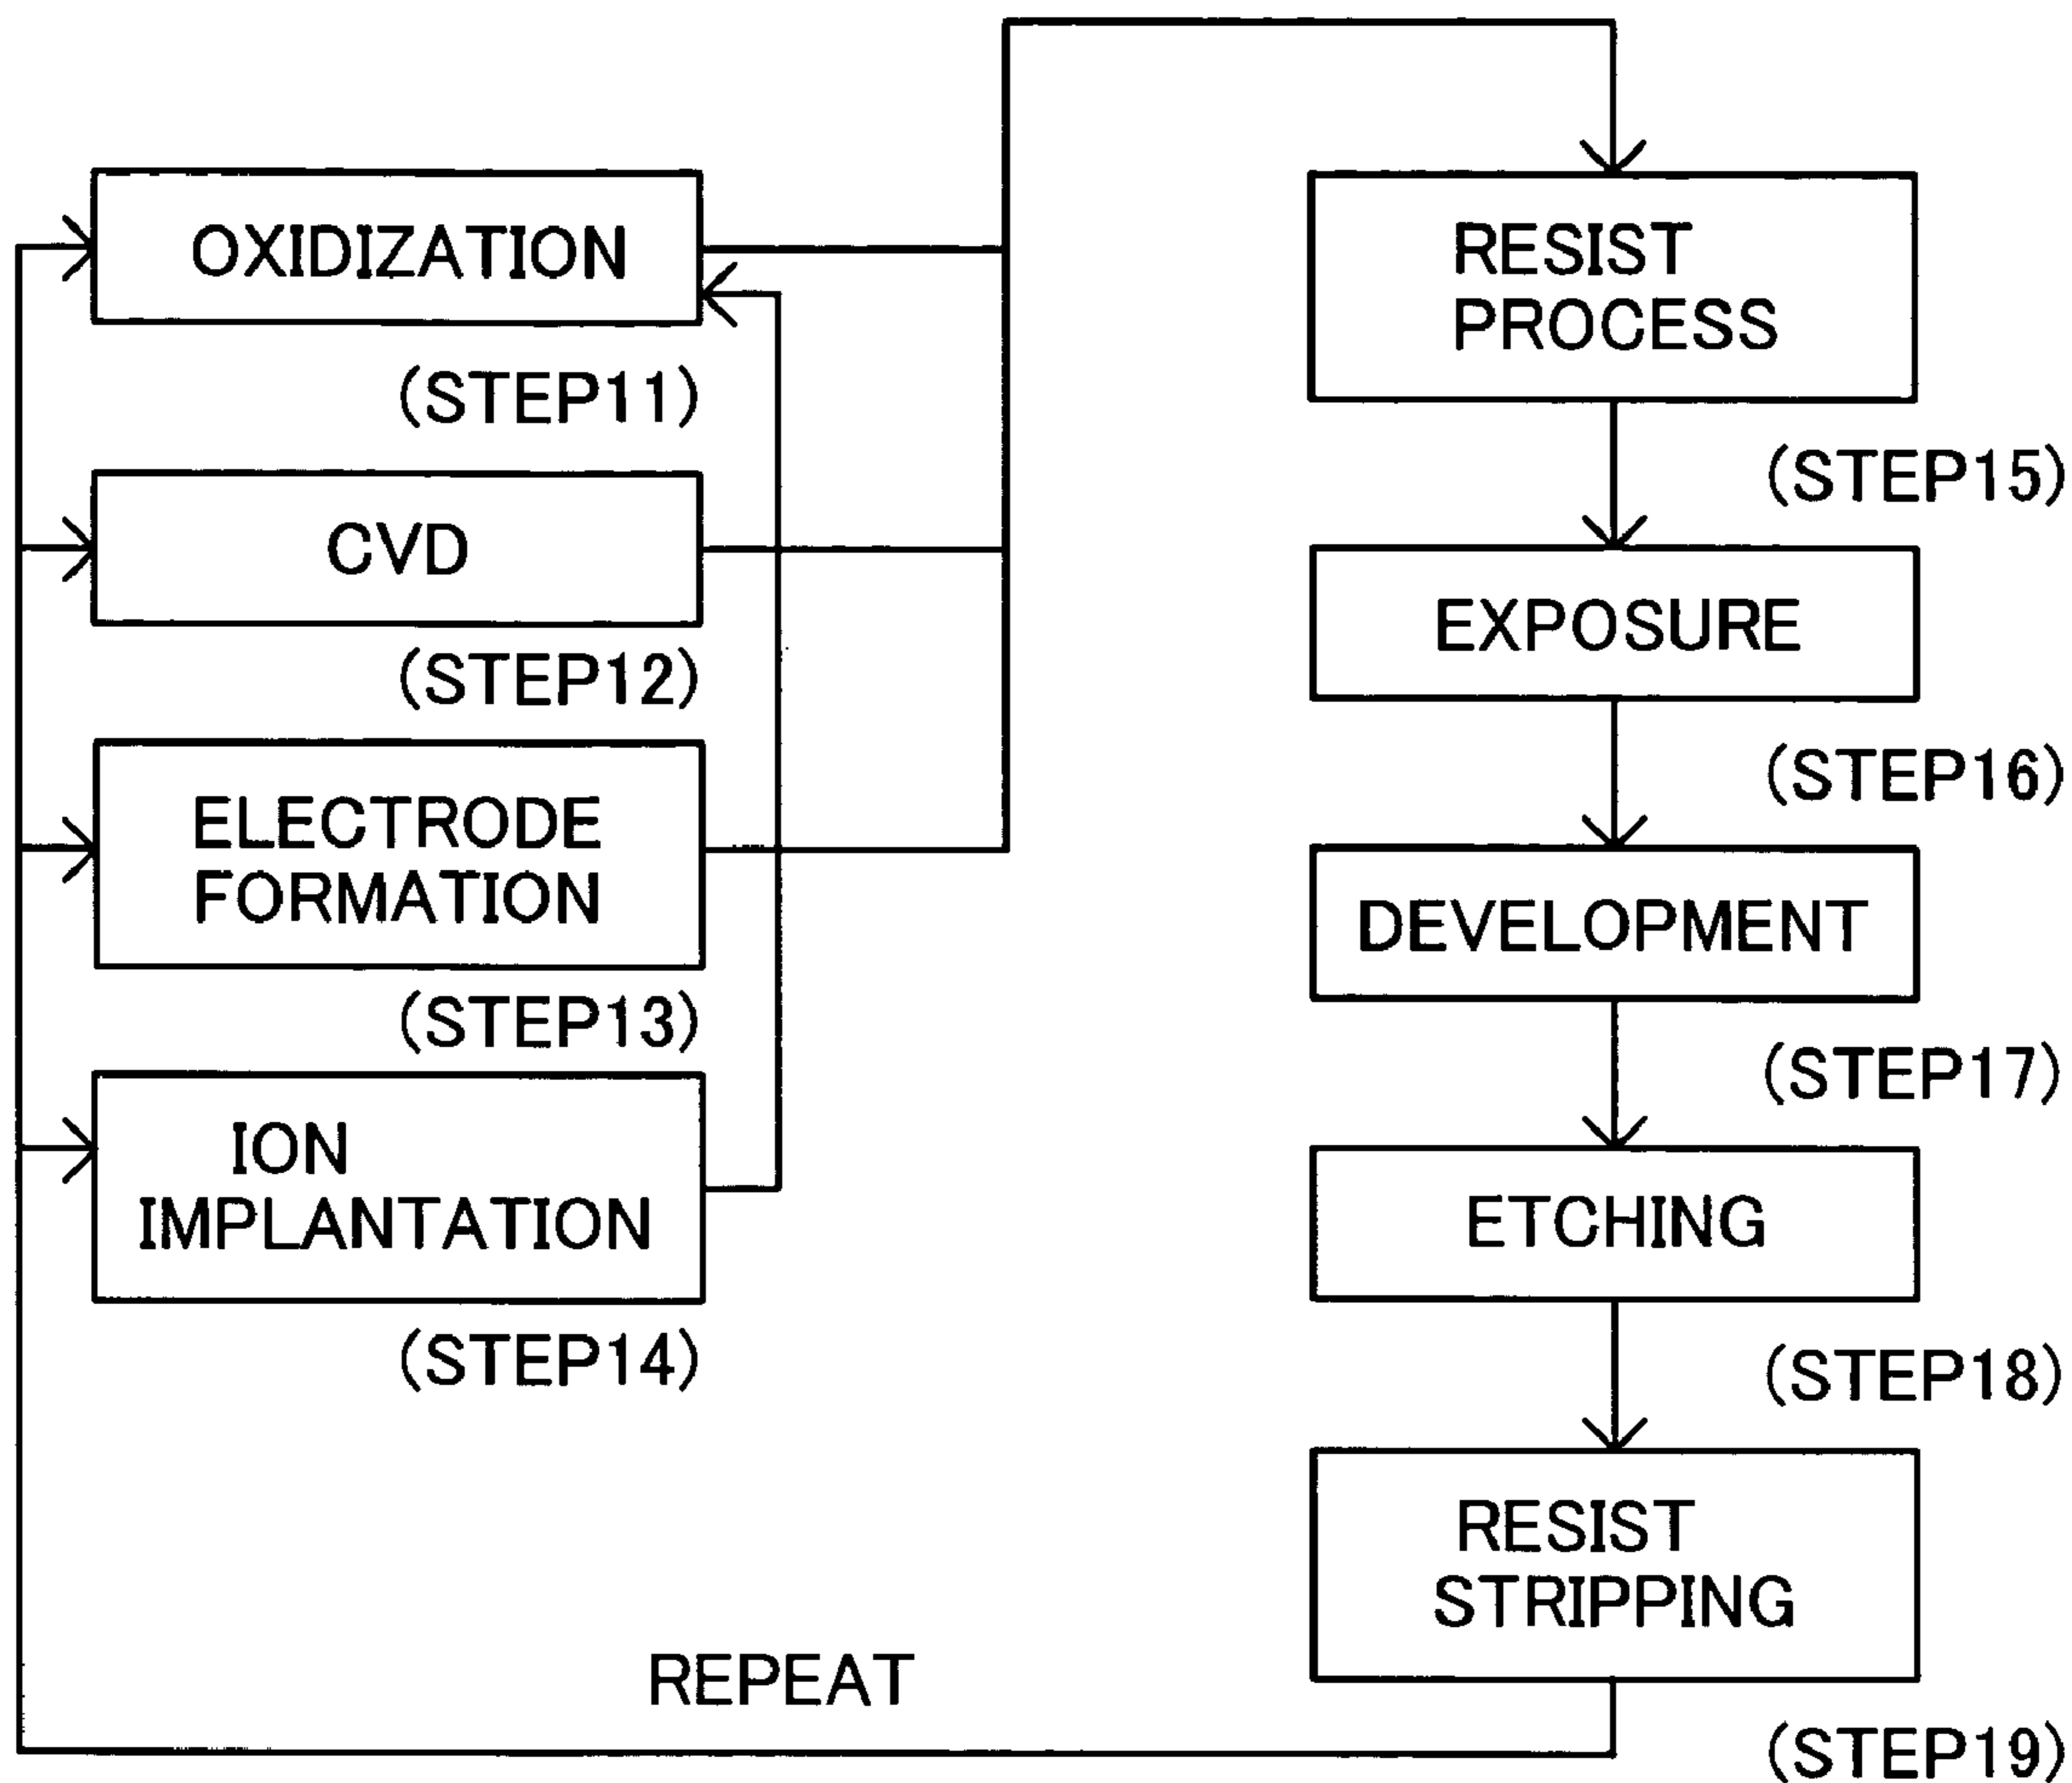 OXIDIZATION
(STEP11)
CVD
(STEP12)
ELECTRODE
FORMATION
(STEP13)
ION
IMPLANTATION
(STEP14)
RESIST
PROCESS
(STEP15)
EXPOSURE
(STEP16)
DEVELOPMENT
(STEP17)
ETCHING
(STEP18)
RESIST
STRIPPING
(STEP19)
REPEAT